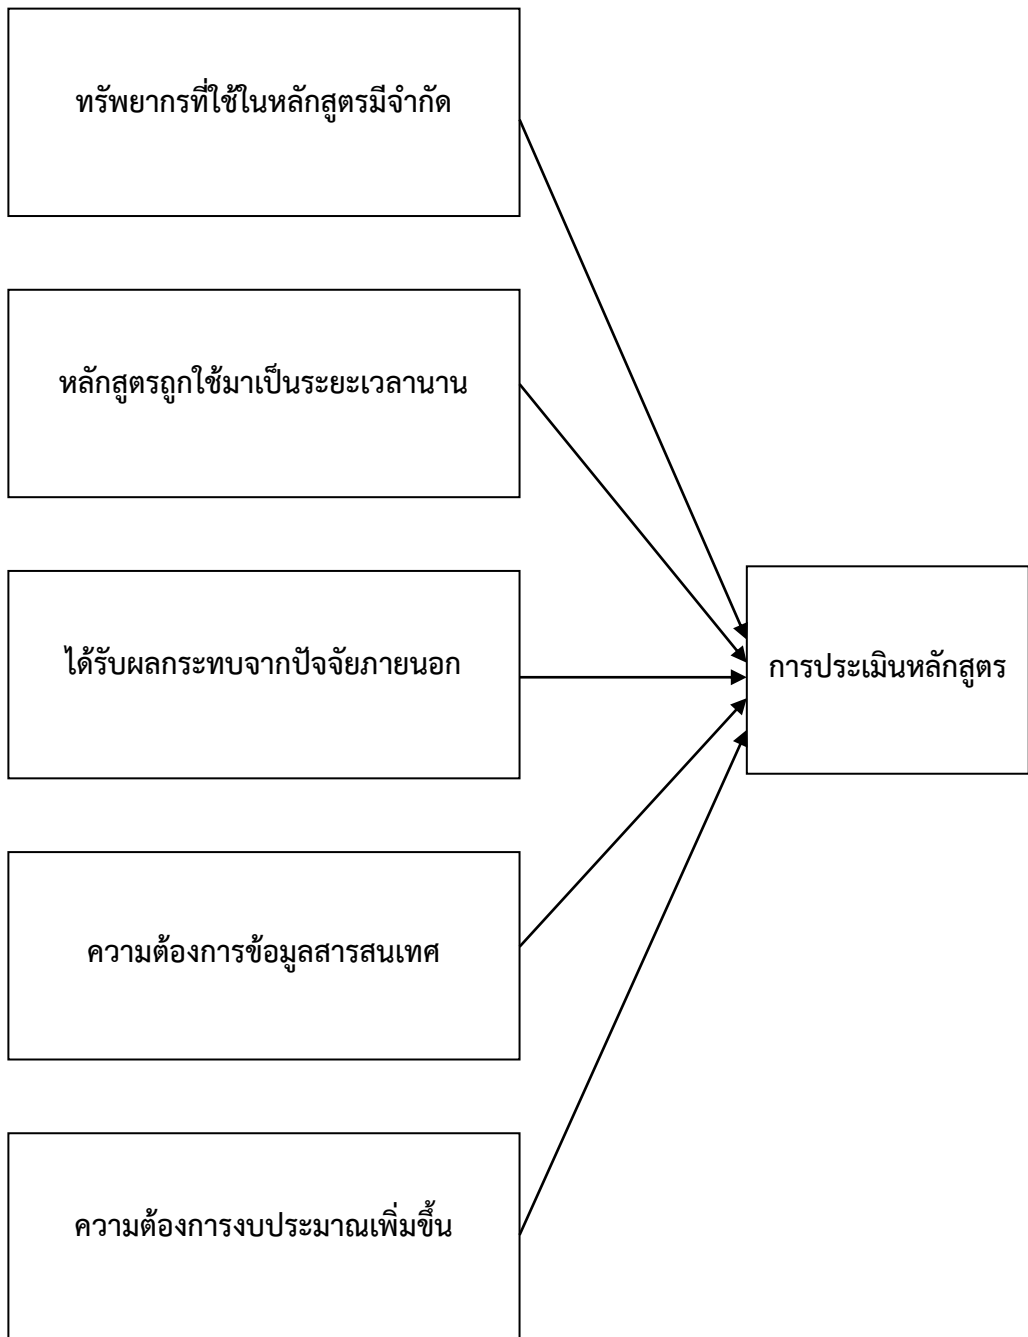 ทรัพยากรที่ใช้ในหลักสูตรมีจำกัด
หลักสูตรถูกใช้มาเป็นระยะเวลานาน
ได้รับผลกระทบจากปัจจัยภายนอก
การประเมินหลักสูตร
ความต้องการข้อมูลสารสนเทศ
ความต้องการงบประมาณเพิ่มขึ้น